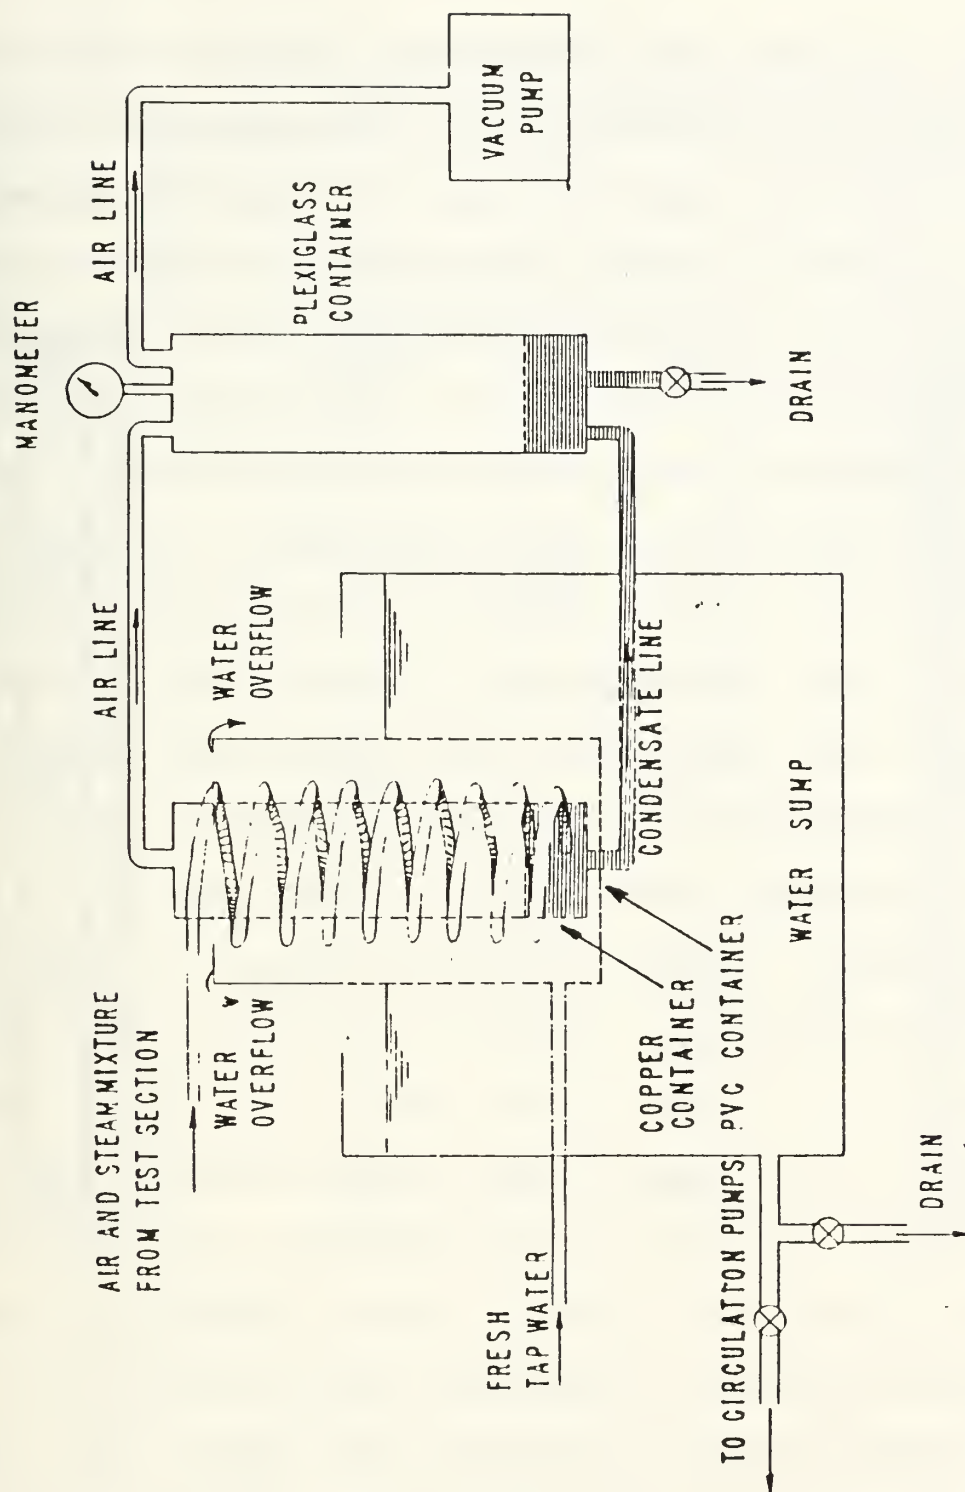 MANOMETER
AIR LINE
AIR LINE
VACUUM
PUMP
PLEXIGLASS
CONTAINER
AIR AND STEAM MIXTURE
FROM TEST SECTION
WATER
OVERFLOW
WATER
OVERFLOW
FRESH
TAP WATER
COPPER
CONTAINER
PVC CONTAINER
CONDENSATE LINE
WATER SUMP
DRAIN
TO CIRCULATION PUMPS
DRAIN